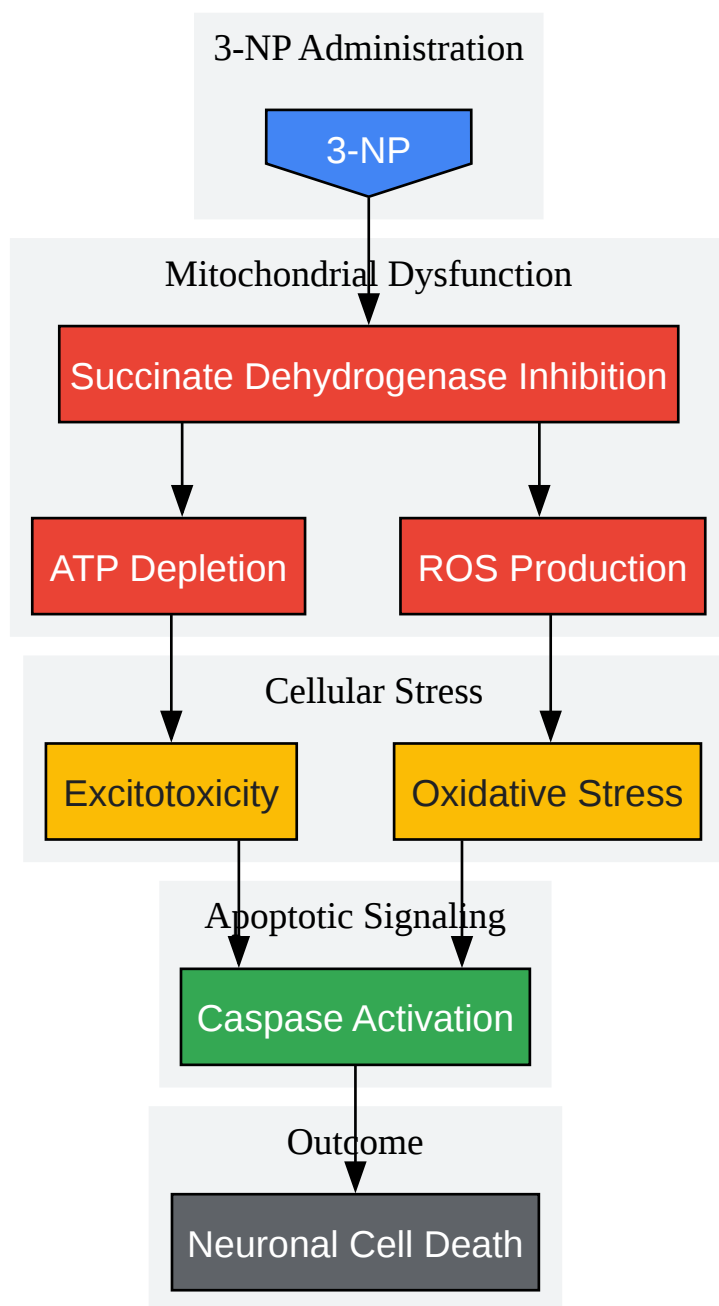 3-NP Administration
3-NP
Mitochondrial Dysfunction
Succinate Dehydrogenase Inhibition
ATP Depletion
ROS Production
Cellular Stress
Excitotoxicity
Oxidative Stress
Apoptotic Signaling
Caspase Activation
Outcome
Neuronal Cell Death